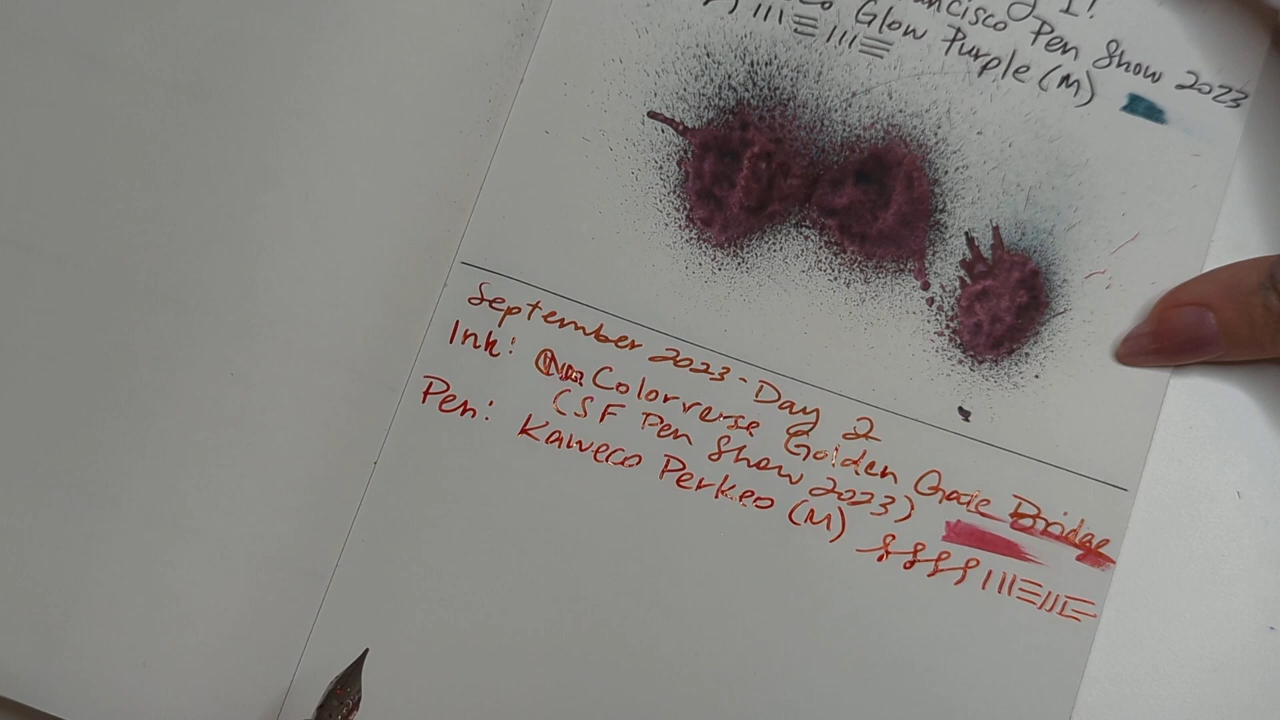 1!
Francisco Pen Show 2023
Glow Purple (M)
September 2023 - Day 2
Ink: Colorverse Golden Gate Bridge
(SF Pen Show 2023)
Pen: Kaweco Perkeo (M)